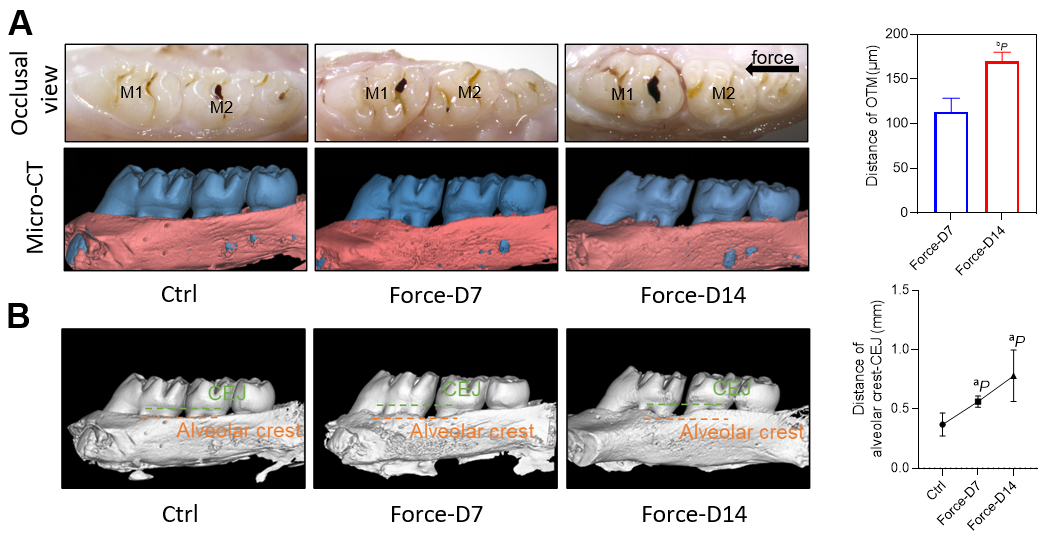 A
Occlusal
view
M1
M2
M1
M2
M1
M2
force
Micro-CT
Ctrl
Force-D7
Force-D14
Distance of OTM(μm)
200
150
100
50
0
bP
Force-D7
Force-D14
B
CEJ
Alveolar crest
CEJ
Alveolar crest
CEJ
Alveolar crest
Ctrl
Force-D7
Force-D14
Distance of
alveolar crest-CEJ (mm)
1.5
1.0
0.5
0.0
aP
aP
Ctrl
Force-D7
Force-D14